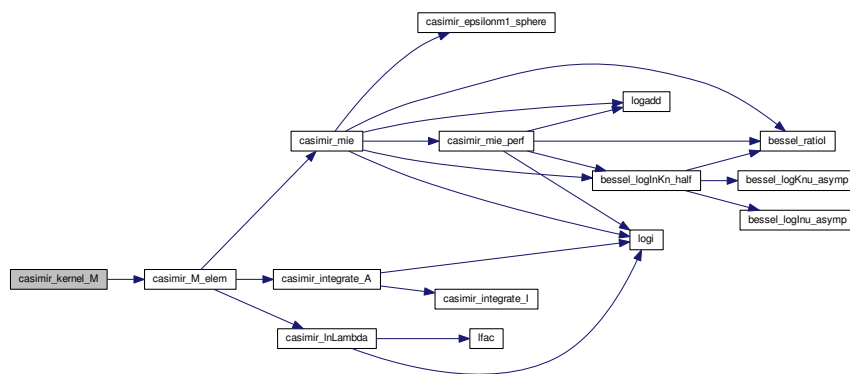 casimir_epsilonm1_sphere
logadd
casimir_mie
casimir_mie_perf
bessel_ratioI
bessel_logInKn_half
bessel_logKnu_asymp
bessel_logInu_asymp
logi
casimir_kernel_M
casimir_M_elem
casimir_integrate_A
casimir_integrate_I
casimir_lnLambda
lfac